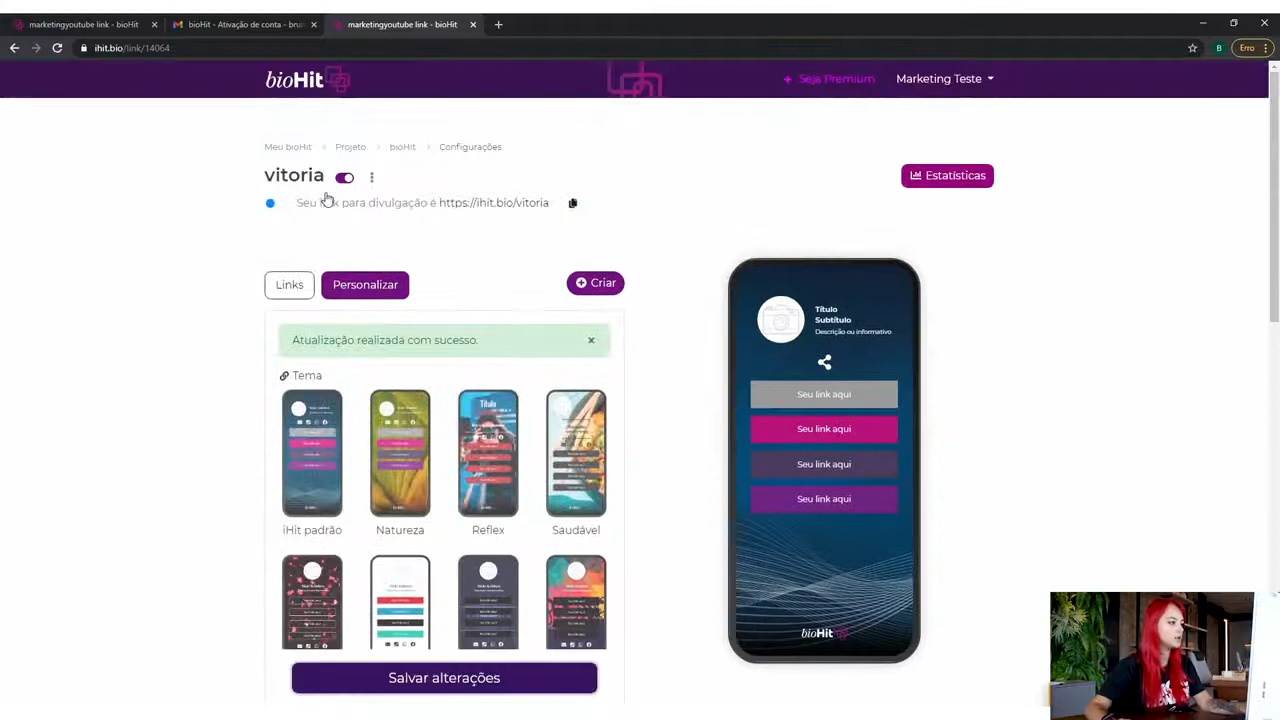 marketingyoutube link - bioHit
bioHit - Ativação de conta - bru
marketingyoutube link - bioHit
ihit.bio/link/14064
B
Erro
bioHit
+ Seja Premium
Marketing Teste
Meu bioHit
Projeto
bioHit
Configurações
vitoria
Estatísticas
Seu link para divulgação é https://ihit.bio/vitoria
Links
Personalizar
Criar
Atualização realizada com sucesso.
Tema
iHit padrão
Natureza
Reflex
Saudável
Salvar alterações
Título
Subtítulo
Descrição ou informativo
Seu link aqui
Seu link aqui
Seu link aqui
Seu link aqui
bioHit